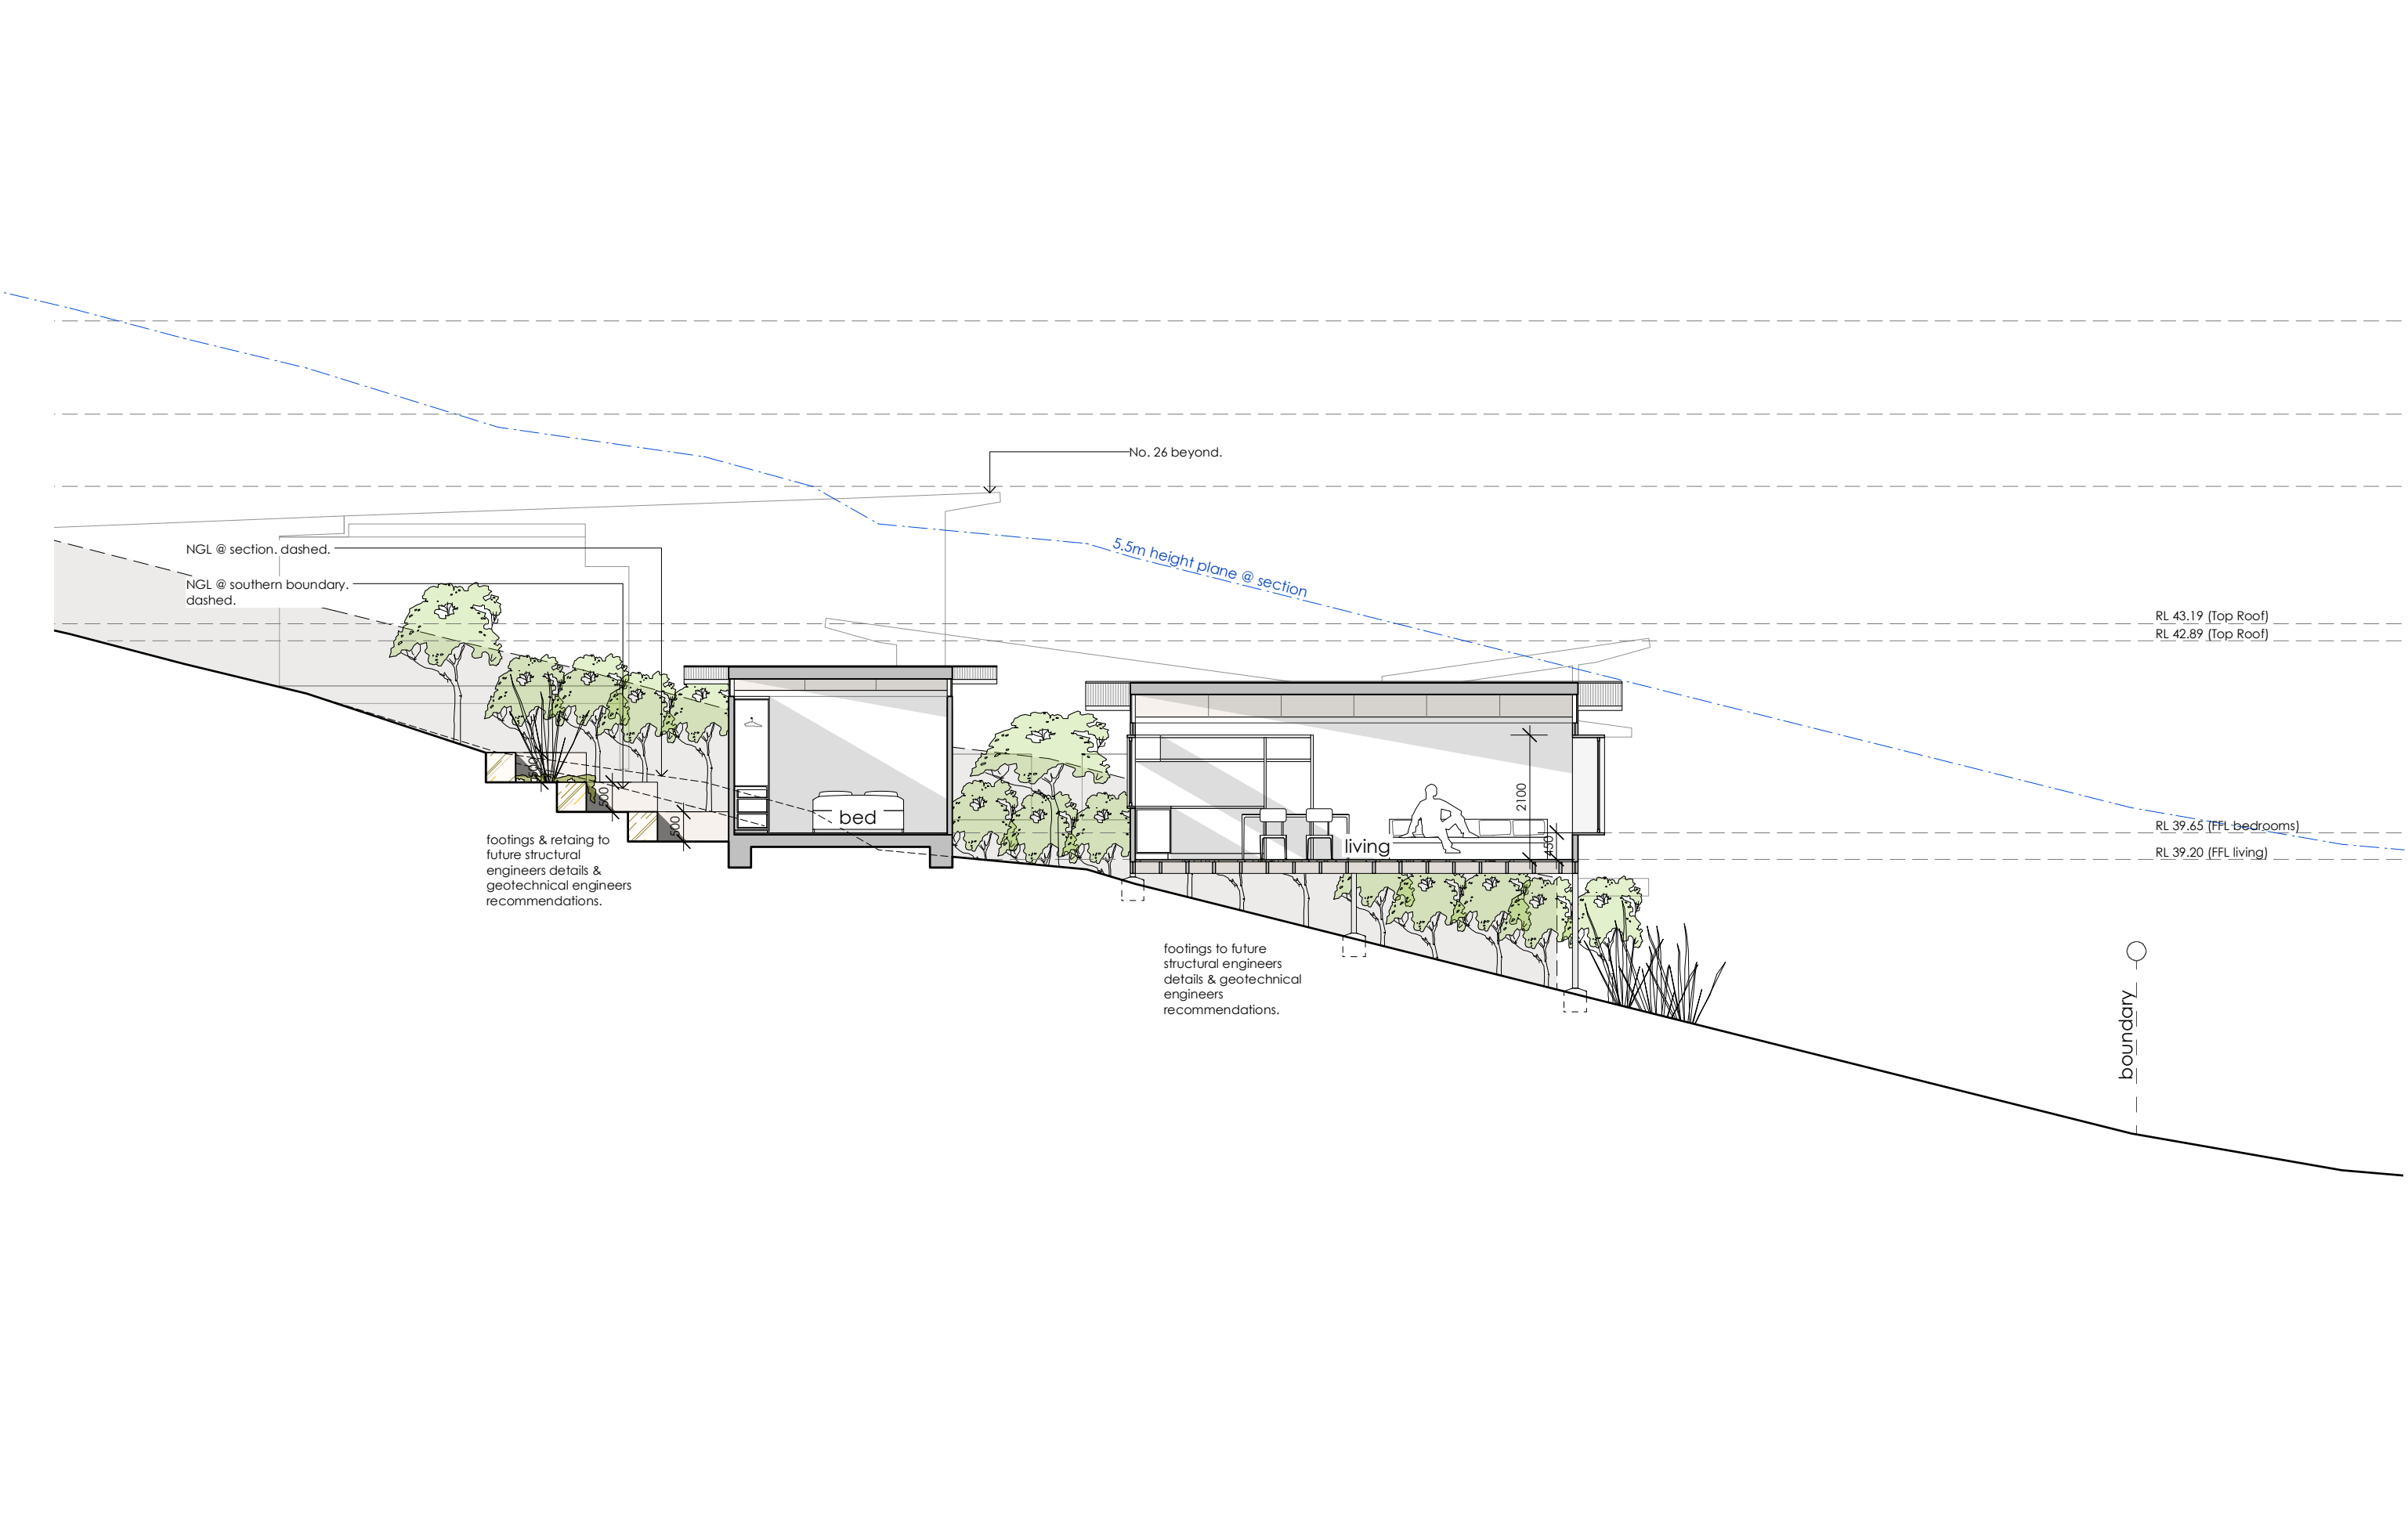 No. 26 beyond.
NGL @ section. dashed.
5.5m height plane @ section
NGL @ southern boundary.
dashed.
RL 43.19 (Top Roof)
RL 42.89 (Top Roof)
500
500
500
2100
450
bed
living
RL 39.65 (FFL bedrooms)
RL 39.20 (FFL living)
footings & retaing to
future structural
engineers details &
geotechnical engineers
recommendations.
footings to future
structural engineers
details & geotechnical
engineers
recommendations.
boundary